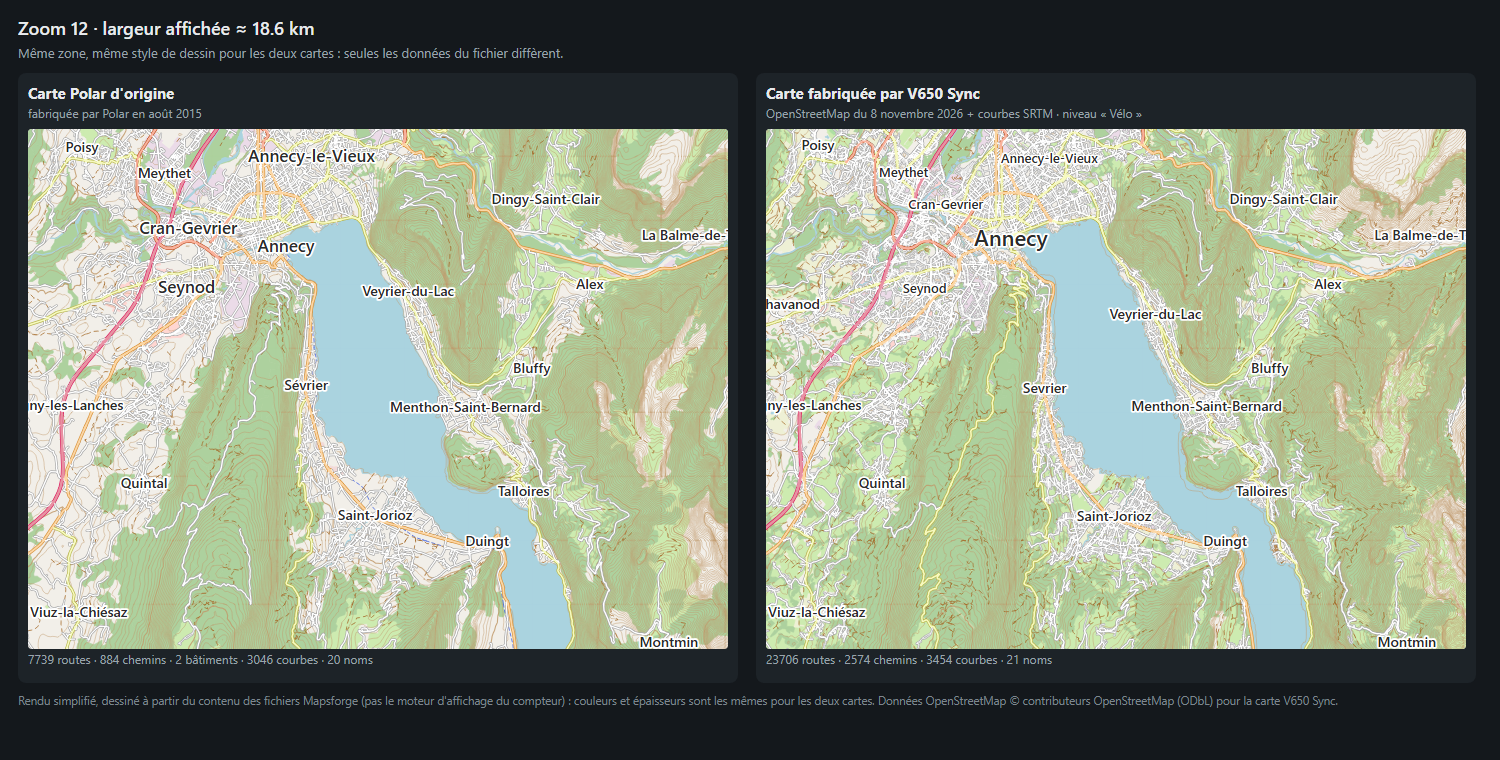 Zoom 12 · largeur affichée ≈ 18.6 km
Même zone, même style de dessin pour les deux cartes : seules les données du fichier diffèrent.
Carte Polar d'origine
fabriquée par Polar en août 2015
Poisy
Annecy-le-Vieux
Meythet
Dingy-Saint-Clair
Cran-Gevrier
La Balme-de-T
Annecy
Seynod
Veyrier-du-Lac
Alex
Bluffy
Sévrier
ny-les-Lanches
Menthon-Saint-Bernard
Quintal
Talloires
Saint-Jorioz
Duingt
Viuz-la-Chiésaz
Montmin
7739 routes · 884 chemins · 2 bâtiments · 3046 courbes · 20 noms
Carte fabriquée par V650 Sync
OpenStreetMap du 8 novembre 2026 + courbes SRTM · niveau « Vélo »
Poisy
Annecy-le-Vieux
Meythet
Dingy-Saint-Clair
Cran-Gevrier
La Balme-de-T
Annecy
Seynod
Alex
havanod
Veyrier-du-Lac
Bluffy
Sevrier
ny-les-Lanches
Menthon-Saint-Bernard
Quintal
Talloires
Saint-Jorioz
Duingt
Viuz-la-Chiésaz
Montmin
23706 routes · 2574 chemins · 3454 courbes · 21 noms
Rendu simplifié, dessiné à partir du contenu des fichiers Mapsforge (pas le moteur d'affichage du compteur) : couleurs et épaisseurs sont les mêmes pour les deux cartes. Données OpenStreetMap © contributeurs OpenStreetMap (ODbL) pour la carte V650 Sync.